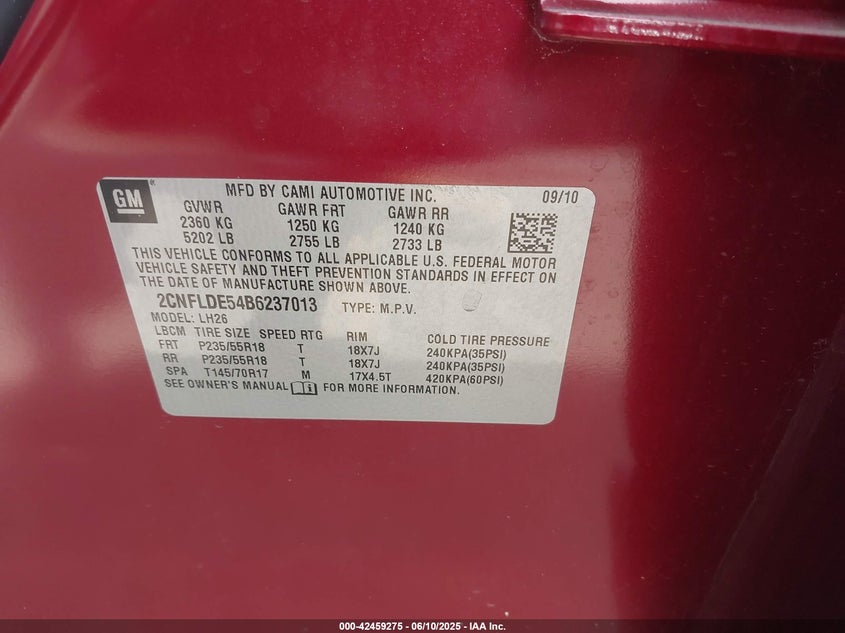 GM
MFD BY CAMI AUTOMOTIVE INC. 09/10
GVWR GAWR FRT GAWR RR
2360 KG 1250 KG 1240 KG
5202 LB 2755 LB 2733 LB
THIS VEHICLE CONFORMS TO ALL APPLICABLE U.S. FEDERAL MOTOR
VEHICLE SAFETY AND THEFT PREVENTION STANDARDS IN EFFECT ON
THE DATE OF MANUFACTURE SHOWN ABOVE.
2CNFLDE54B6237013 TYPE: M.P.V.
MODEL: LH26
LBCM TIRE SIZE SPEED RTG RIM COLD TIRE PRESSURE
FRT P235/55R18 T 18X7J 240KPA(35PSI)
RR P235/55R18 T 18X7J 240KPA(35PSI)
SPA T145/70R17 M 17X4.5T 420KPA(60PSI)
SEE OWNER'S MANUAL FOR MORE INFORMATION.
000-42459275 - 06/10/2025 - IAA Inc.